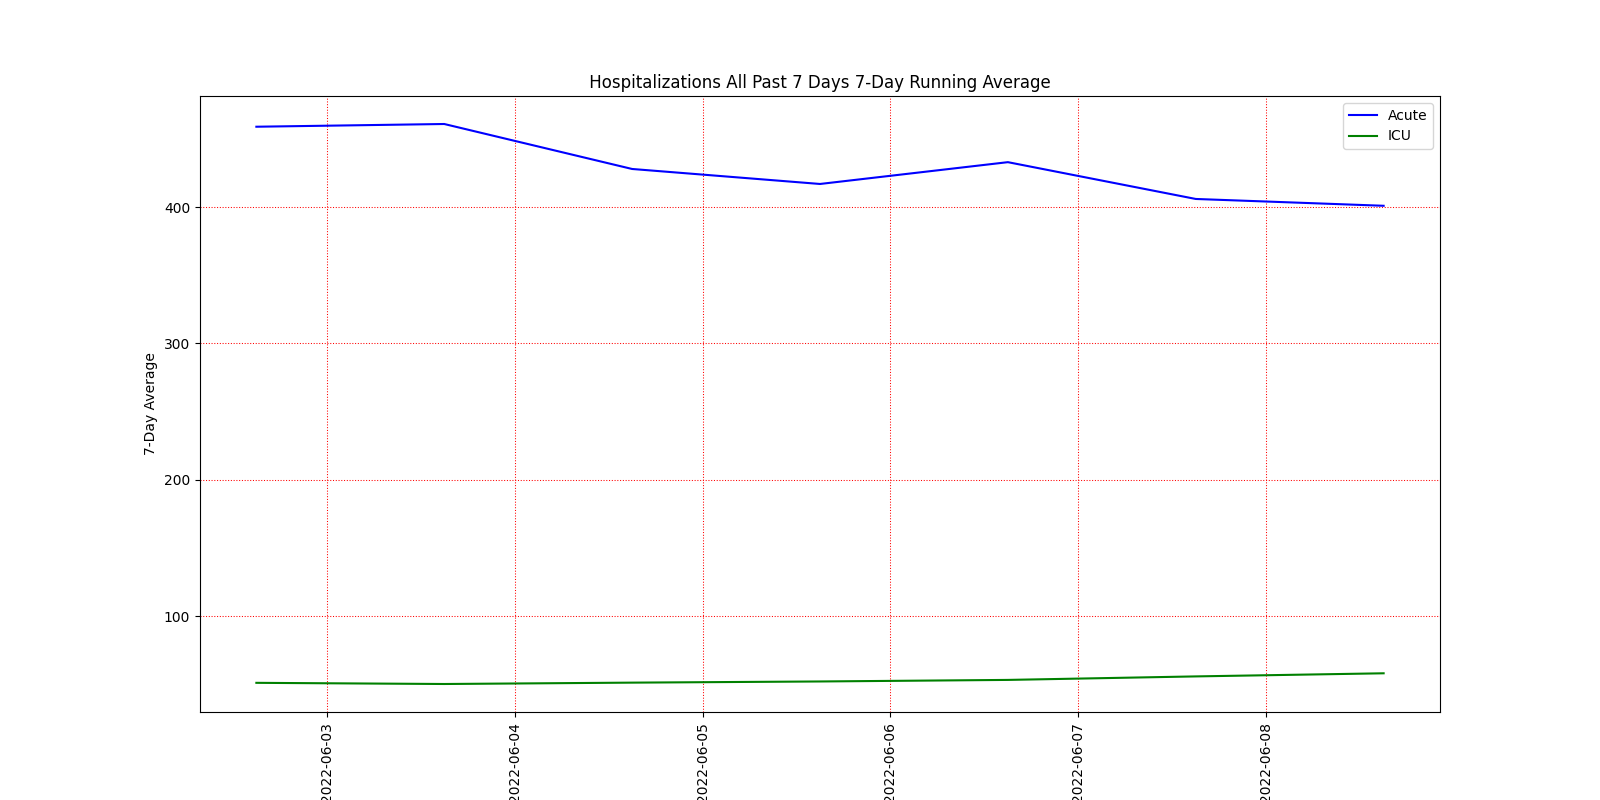 Hospitalizations All Past 7 Days 7-Day Running Average
Acute
ICU
7-Day Average
400
300
200
100
2022-06-03
2022-06-04
2022-06-05
2022-06-06
2022-06-07
2022-06-08